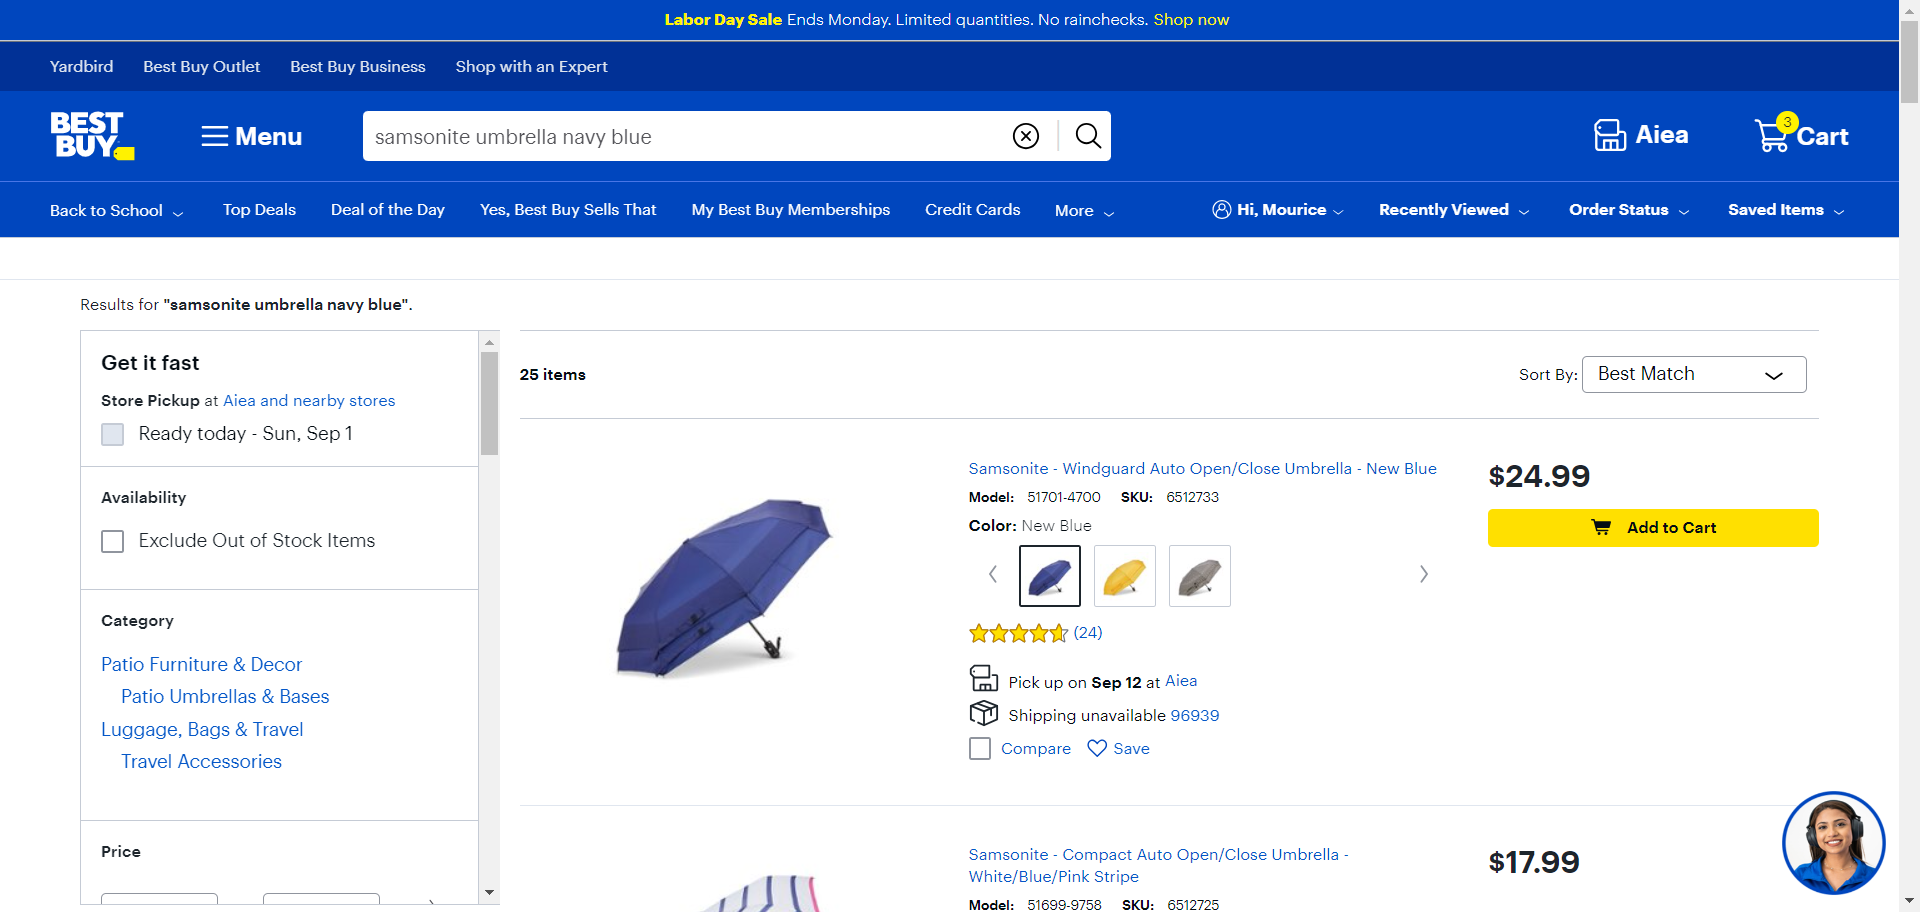 Labor Day Sale Ends Monday. Limited quantities. No rainchecks. Shop now
Yardbird Best Buy Outlet Best Buy Business Shop with an Expert
BEST BUY
Menu
samsonite umbrella navy blue
Aiea
3
Cart
Back to School Top Deals Deal of the Day Yes, Best Buy Sells That My Best Buy Memberships Credit Cards More Hi, Mourice Recently Viewed Order Status Saved Items
Results for "samsonite umbrella navy blue".
Get it fast
Store Pickup at Aiea and nearby stores
Ready today - Sun, Sep 1
Availability
Exclude Out of Stock Items
Category
Patio Furniture & Decor
Patio Umbrellas & Bases
Luggage, Bags & Travel
Travel Accessories
Price
25 items
Sort By: Best Match
Samsonite - Windguard Auto Open/Close Umbrella - New Blue
Model: 51701-4700 SKU: 6512733
Color: New Blue
(24)
Pick up on Sep 12 at Aiea
Shipping unavailable 96939
Compare Save
$24.99
Add to Cart
Samsonite - Compact Auto Open/Close Umbrella -
White/Blue/Pink Stripe
Model: 51699-9758 SKU: 6512725
$17.99